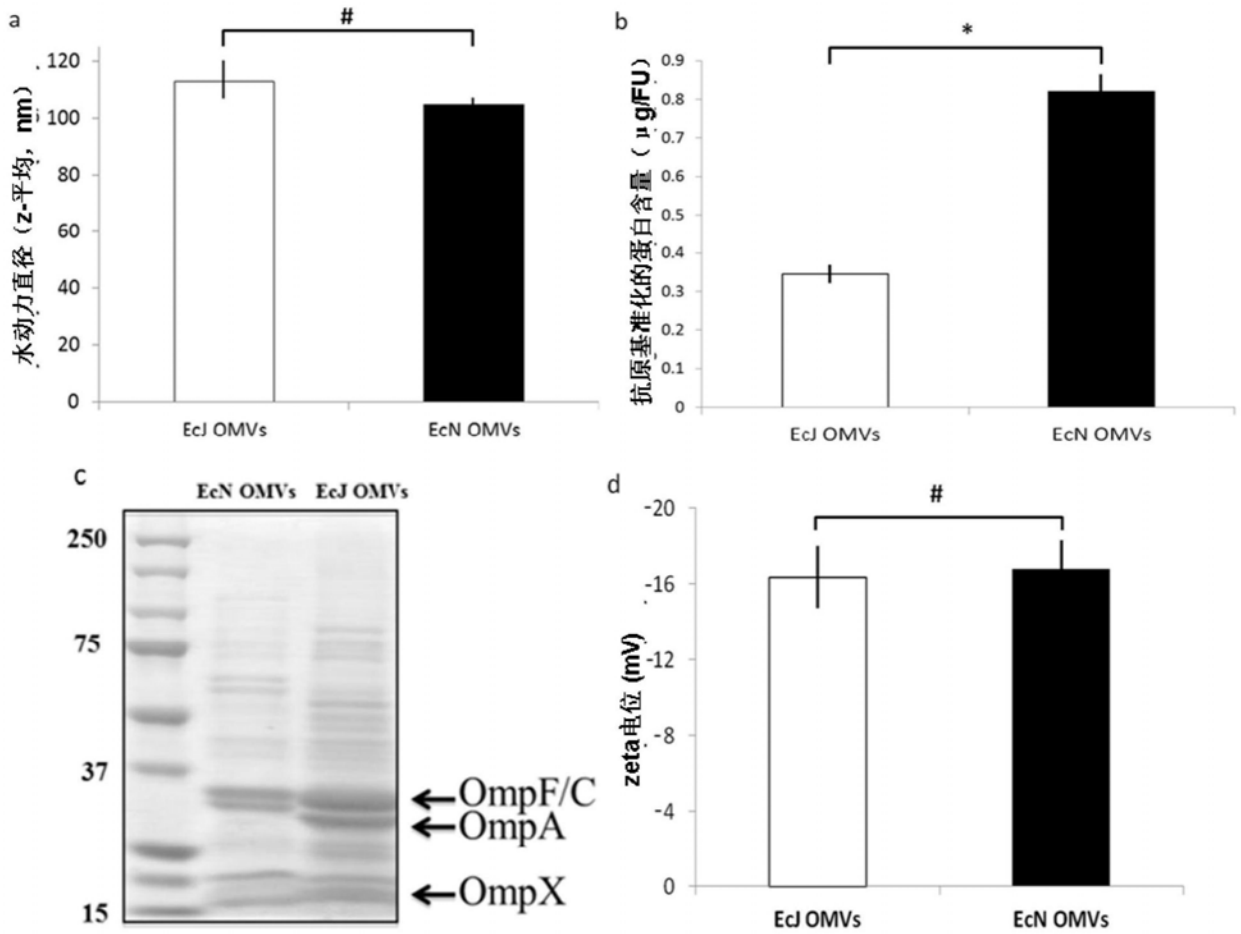 a
#
水动力直径（z-平均, nm）
120
100
80
60
40
20
0
EcJ OMVs
EcN OMVs
b
*
抗原基准化的蛋白含量（μg/FU）
0.9
0.8
0.7
0.6
0.5
0.4
0.3
0.2
0.1
0
EcJ OMVs
EcN OMVs
c
EcN OMVs EcJ OMVs
250
75
37
15
OmpF/C
OmpA
OmpX
d
#
zeta电位 (mV)
-20
-16
-12
-8
-4
0
EcJ OMVs
EcN OMVs